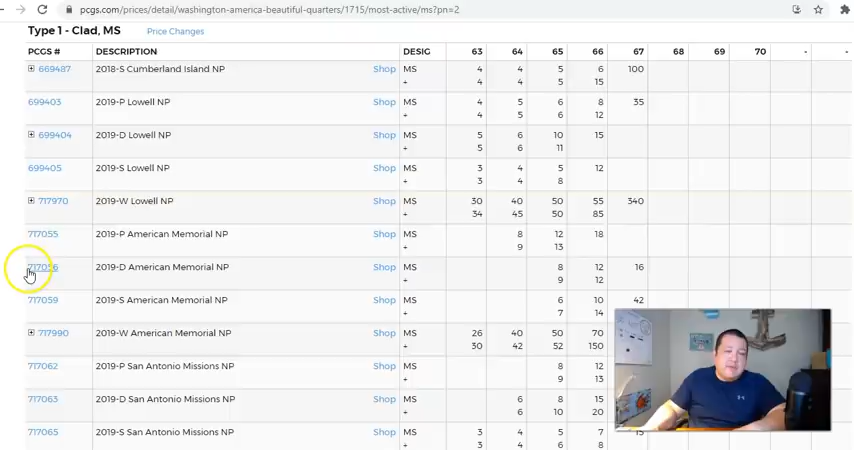 pcgs.com/prices/detail/washington-america-beautiful-quarters/1715/most-active/ms?pn=2
Type 1 - Clad, MS Price Changes
PCGS # DESCRIPTION DESIG 63 64 65 66 67 68 69 70 - -
669487 2018-S Cumberland Island NP Shop MS 4 4 5 6 100
+ 4 4 5 15
699403 2019-P Lowell NP Shop MS 4 5 6 8 35
+ 4 5 6 12
699404 2019-D Lowell NP Shop MS 5 6 10 15
+ 5 6 11
699405 2019-S Lowell NP Shop MS 3 4 5 12
+ 3 4 8
717970 2019-W Lowell NP Shop MS 30 40 50 55 340
+ 34 45 50 85
717055 2019-P American Memorial NP Shop MS 8 12 18
+ 9 13
717056 2019-D American Memorial NP Shop MS 8 12 16
+ 9 12
717059 2019-S American Memorial NP Shop MS 6 10 42
+ 7 14
717990 2019-W American Memorial NP Shop MS 26 40 50 70
+ 30 42 52 150
717062 2019-P San Antonio Missions NP Shop MS 8 12
+ 9 13
717063 2019-D San Antonio Missions NP Shop MS 6 8 15
+ 6 10 20
717065 2019-S San Antonio Missions NP Shop MS 3 4 5 7 15
+ 3 4 6 8